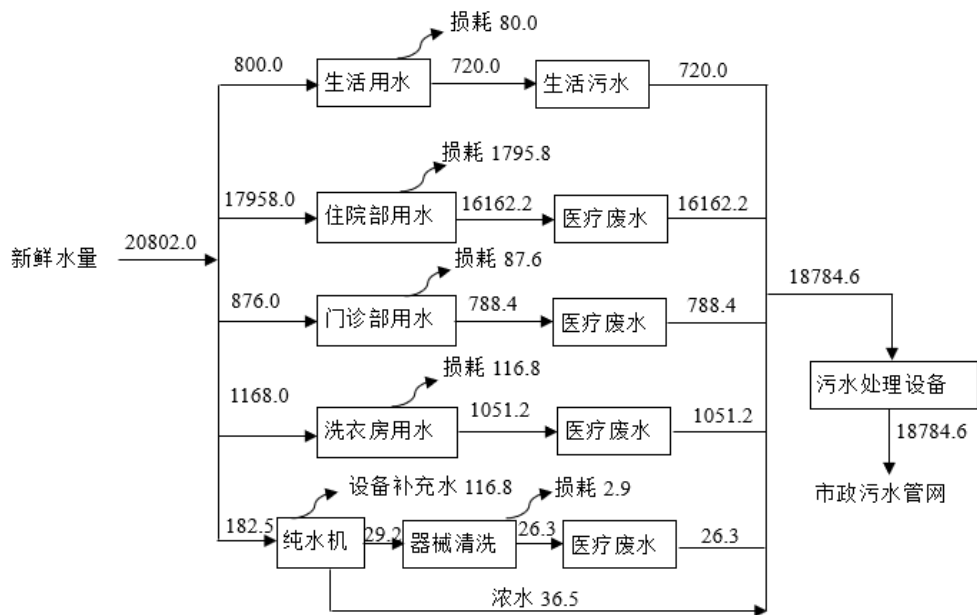 损耗 80.0
800.0
生活用水
720.0
生活污水
720.0
损耗 1795.8
17958.0
住院部用水
16162.2
医疗废水
16162.2
新鲜水量
20802.0
损耗 87.6
876.0
门诊部用水
788.4
医疗废水
788.4
18784.6
损耗 116.8
1168.0
洗衣房用水
1051.2
医疗废水
1051.2
污水处理设备
18784.6
市政污水管网
设备补充水 116.8
损耗 2.9
182.5
纯水机
29.2
器械清洗
26.3
医疗废水
26.3
浓水 36.5